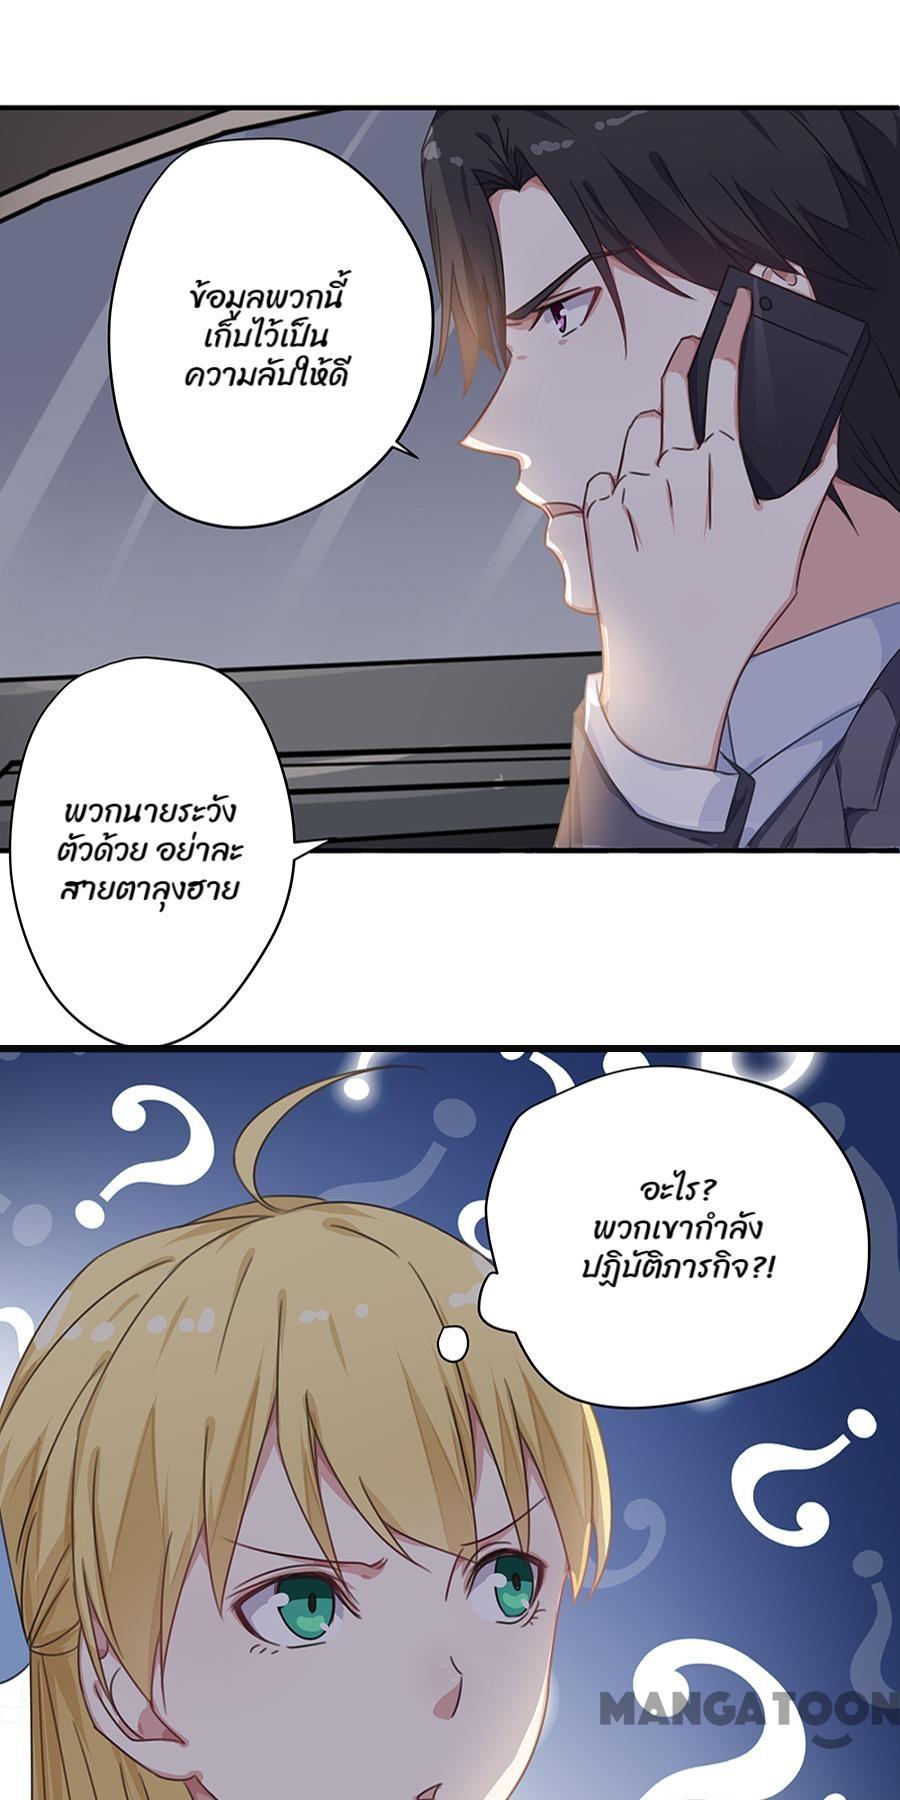 ข้อมูลพวกนี้
เก็บไว้เป็น
ความลับให้ดี
พวกนายระวัง
ตัวด้วย อย่าละ
สายตาลุงฮาย
อะไร?
พวกเขากำลัง
ปฏิบัติภารกิจ?!
MANGATOON